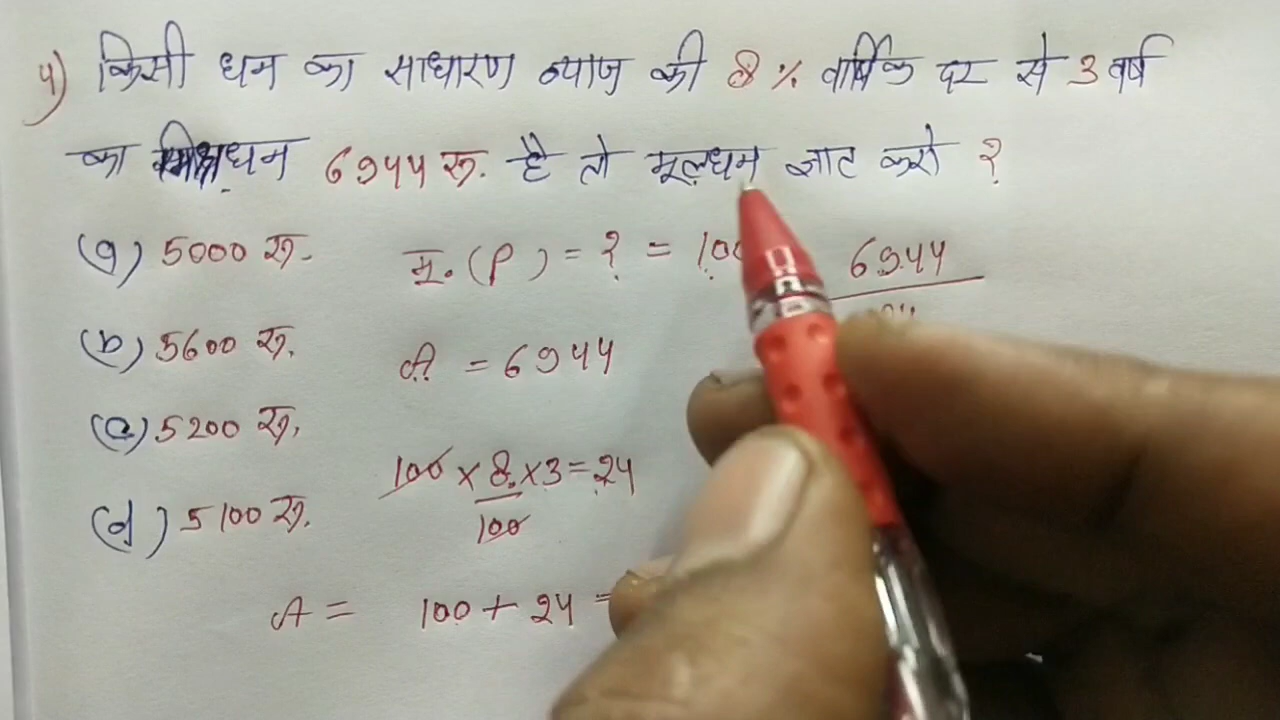 4) किसी धन का साधारण ब्याज की 8% वार्षिक दर से 3 वर्ष
का मिश्रधन 6944 रु. है तो मूलधन ज्ञात करो ?
(a) 5000 रु.
मू. (P) = ? = 100
6944
(b) 5600 रु.
A = 6944
(c) 5200 रु.
100 × 8 × 3 = 24
100
(d) 5100 रु.
A = 100 + 24 =